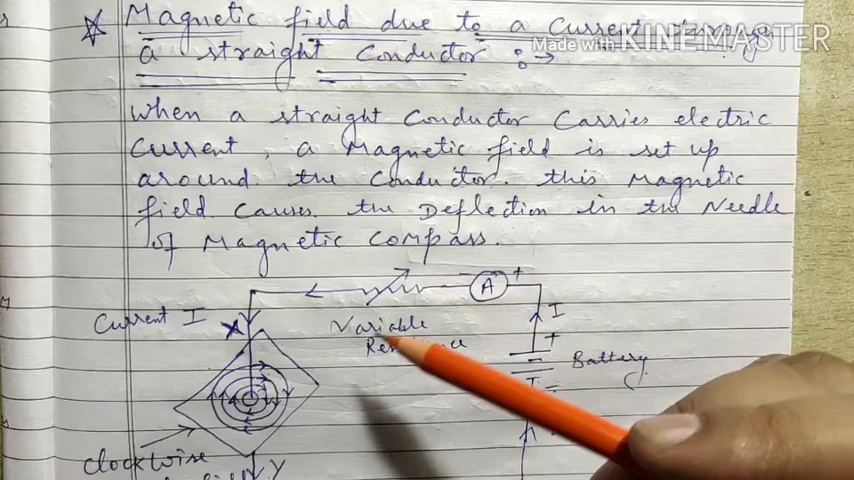 Magnetic field due to a Current through
a straight Conductor :→
Made with KINEMASTER
When a straight Conductor Carries electric
Current, a Magnetic field is set up
around. the Conductor. this Magnetic
field Causes. the Deflection in the Needle
of Magnetic Compass.
A
+
I
Current I
X
Variable
+
Battery
clockwise
Y